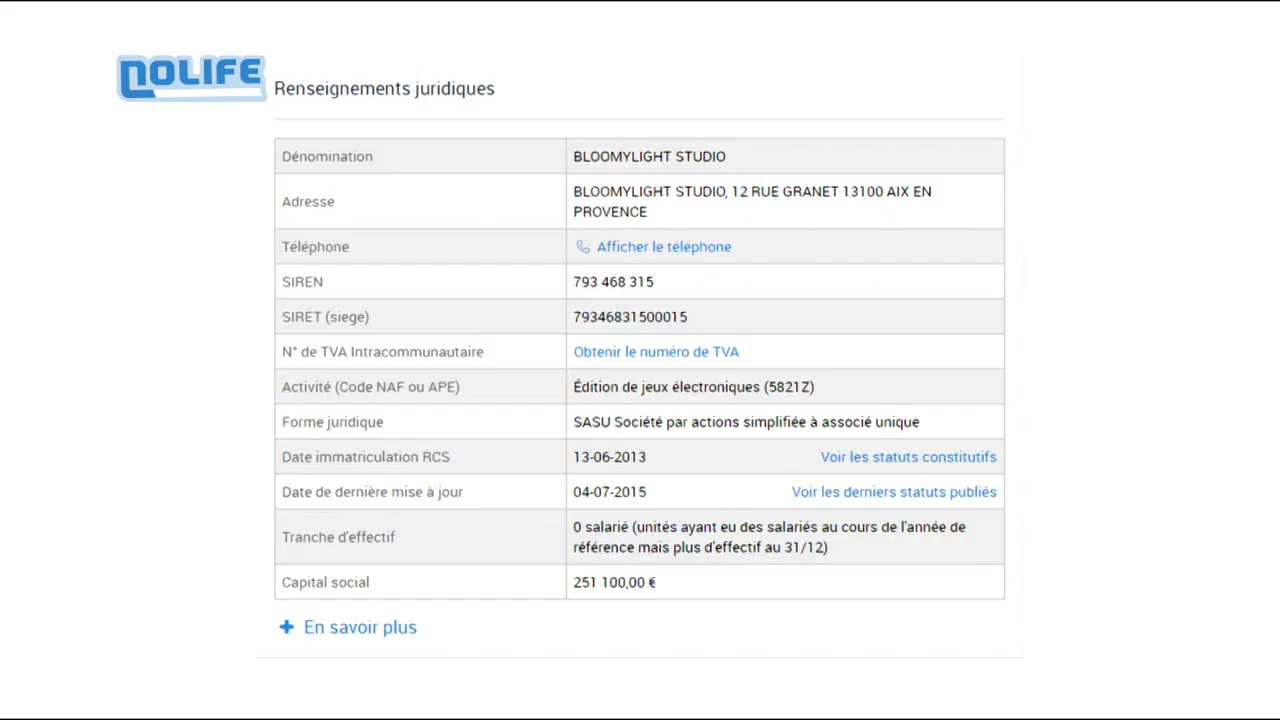 NOLIFE
Renseignements juridiques
Dénomination
BLOOMYLIGHT STUDIO
Adresse
BLOOMYLIGHT STUDIO, 12 RUE GRANET 13100 AIX EN
PROVENCE
Téléphone
Afficher le téléphone
SIREN
793 468 315
SIRET (siege)
79346831500015
N° de TVA Intracommunautaire
Obtenir le numéro de TVA
Activité (Code NAF ou APE)
Édition de jeux électroniques (5821Z)
Forme juridique
SASU Société par actions simplifiée à associé unique
Date immatriculation RCS
13-06-2013
Voir les statuts constitutifs
Date de dernière mise à jour
04-07-2015
Voir les derniers statuts publiés
Tranche d'effectif
0 salarié (unités ayant eu des salariés au cours de l'année de
référence mais plus d'effectif au 31/12)
Capital social
251 100,00 €
+ En savoir plus